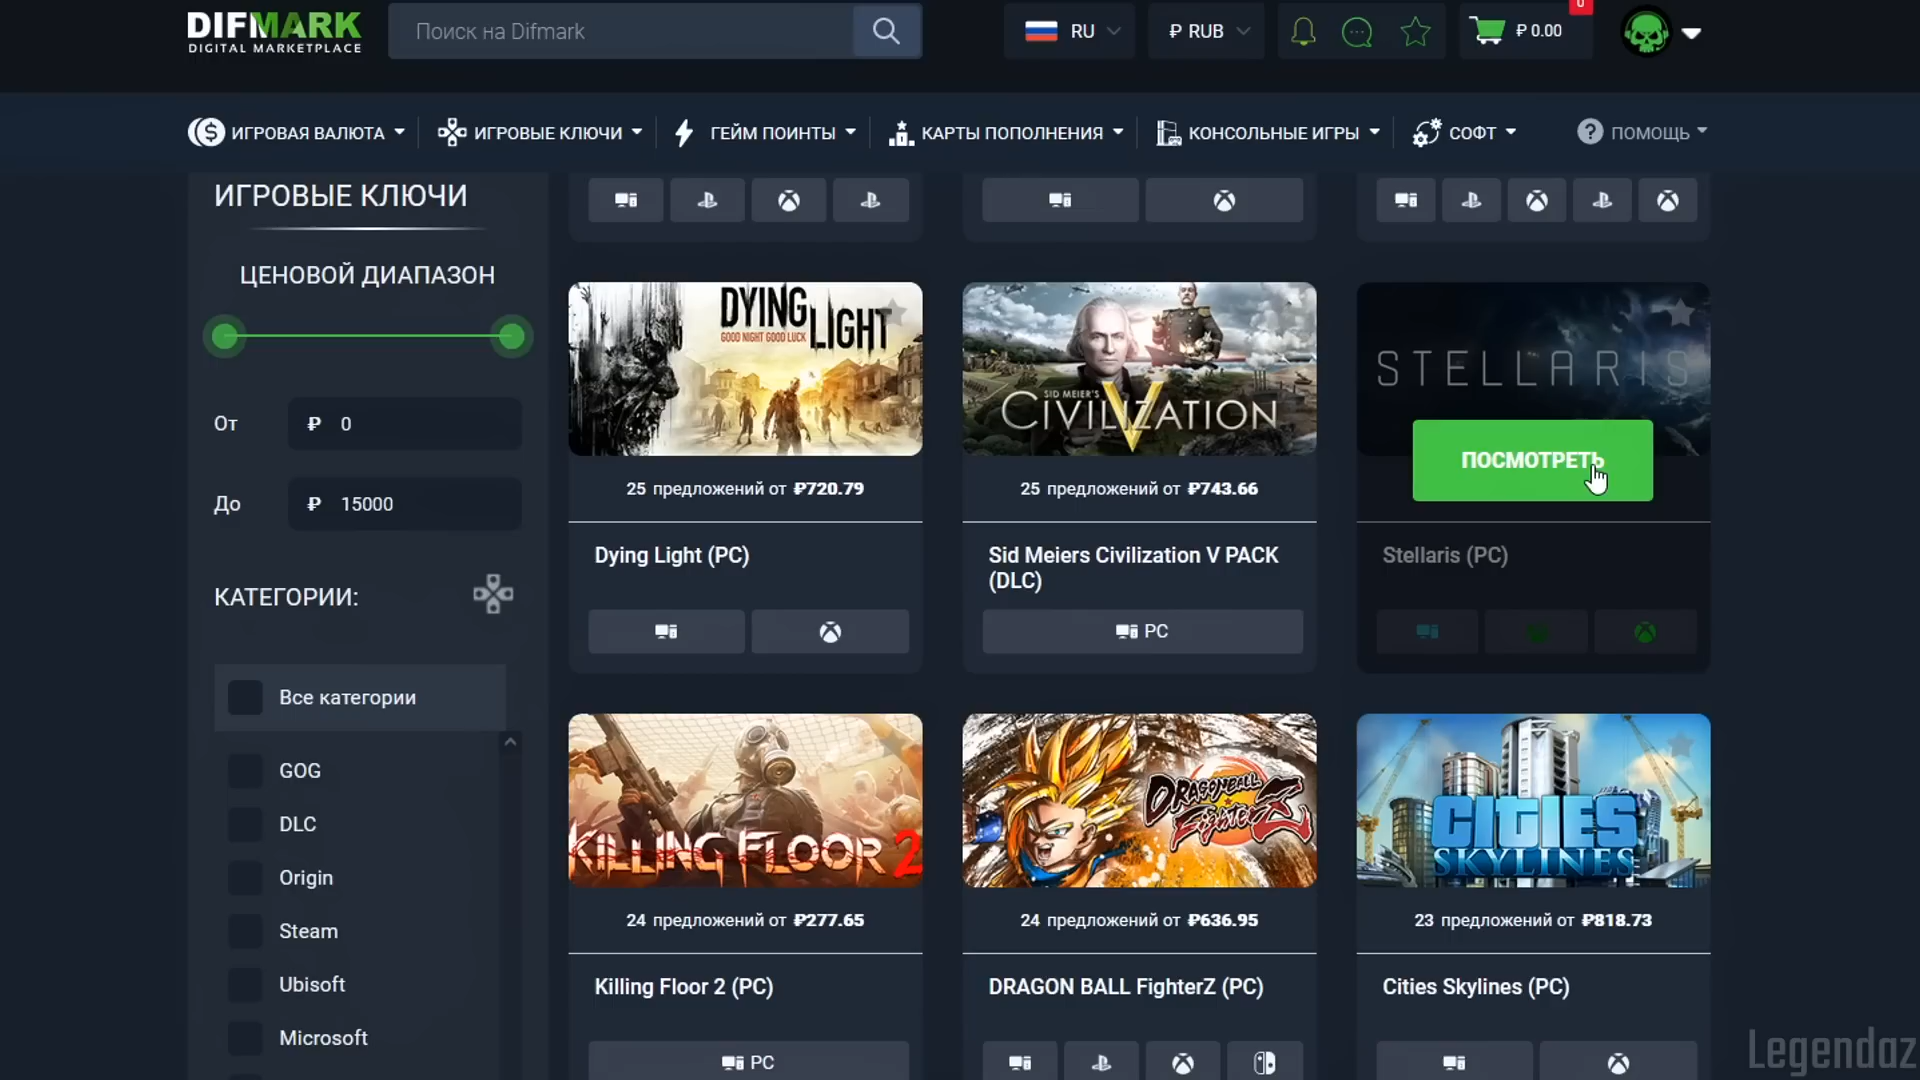 DIFMARK
DIGITAL MARKETPLACE
Поиск на Difmark
RU
₽ RUB
0
₽ 0.00
ИГРОВАЯ ВАЛЮТА
ИГРОВЫЕ КЛЮЧИ
ГЕЙМ ПОИНТЫ
КАРТЫ ПОПОЛНЕНИЯ
КОНСОЛЬНЫЕ ИГРЫ
СОФТ
? ПОМОЩЬ
ИГРОВЫЕ КЛЮЧИ
ЦЕНОВОЙ ДИАПАЗОН
От ₽ 0
До ₽ 15000
КАТЕГОРИИ:
Все категории
GOG
DLC
Origin
Steam
Ubisoft
Microsoft
DYING LIGHT
GOOD NIGHT GOOD LUCK
25 предложений от ₽720.79
Dying Light (PC)
SID MEIER'S
CIVILIZATION V
25 предложений от ₽743.66
Sid Meiers Civilization V PACK
(DLC)
PC
STELLARIS
ПОСМОТРЕТЬ
Stellaris (PC)
KILLING FLOOR 2
24 предложений от ₽277.65
Killing Floor 2 (PC)
PC
DRAGONBALL
FighterZ
24 предложений от ₽636.95
DRAGON BALL FighterZ (PC)
CITIES
SKYLINES
23 предложений от ₽818.73
Cities Skylines (PC)
Legendaz